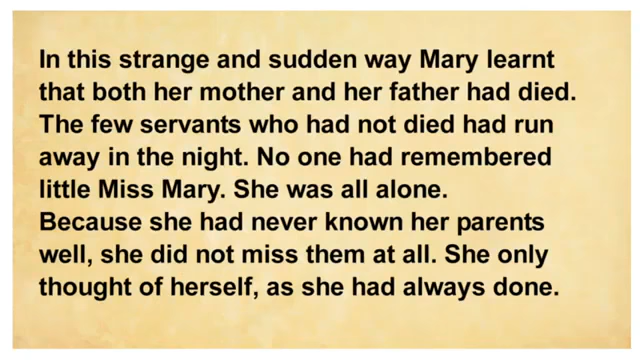 In this strange and sudden way Mary learnt
that both her mother and her father had died.
The few servants who had not died had run
away in the night. No one had remembered
little Miss Mary. She was all alone.
Because she had never known her parents
well, she did not miss them at all. She only
thought of herself, as she had always done.